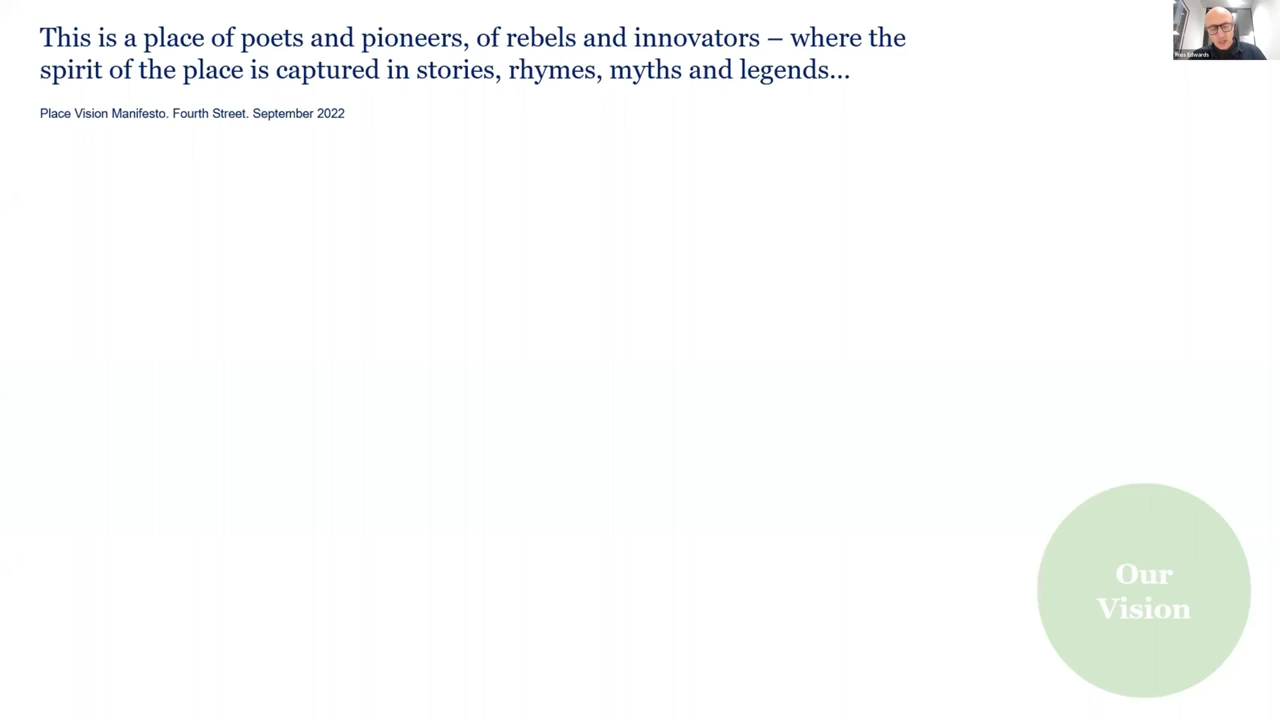 This is a place of poets and pioneers, of rebels and innovators – where the
spirit of the place is captured in stories, rhymes, myths and legends...
Place Vision Manifesto. Fourth Street. September 2022
Our
Vision